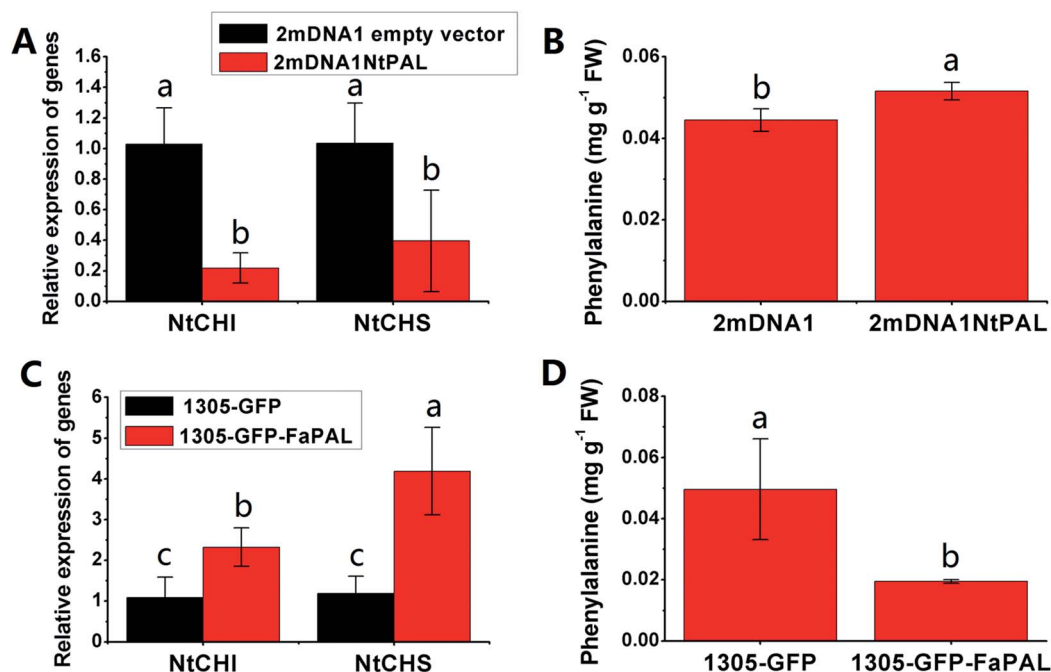 A
2mDNA1 empty vector
2mDNA1NtPAL
Relative expression of genes
1.6
1.4
1.2
1.0
0.8
0.6
0.4
0.2
0.0
a
b
a
b
NtCHI
NtCHS
B
Phenylalanine (mg g⁻¹ FW)
0.06
0.04
0.02
0.00
b
a
2mDNA1
2mDNA1NtPAL
C
1305-GFP
1305-GFP-FaPAL
Relative expression of genes
6
5
4
3
2
1
0
c
b
c
a
NtCHI
NtCHS
D
Phenylalanine (mg g⁻¹ FW)
0.08
0.06
0.04
0.02
0.00
a
b
1305-GFP
1305-GFP-FaPAL